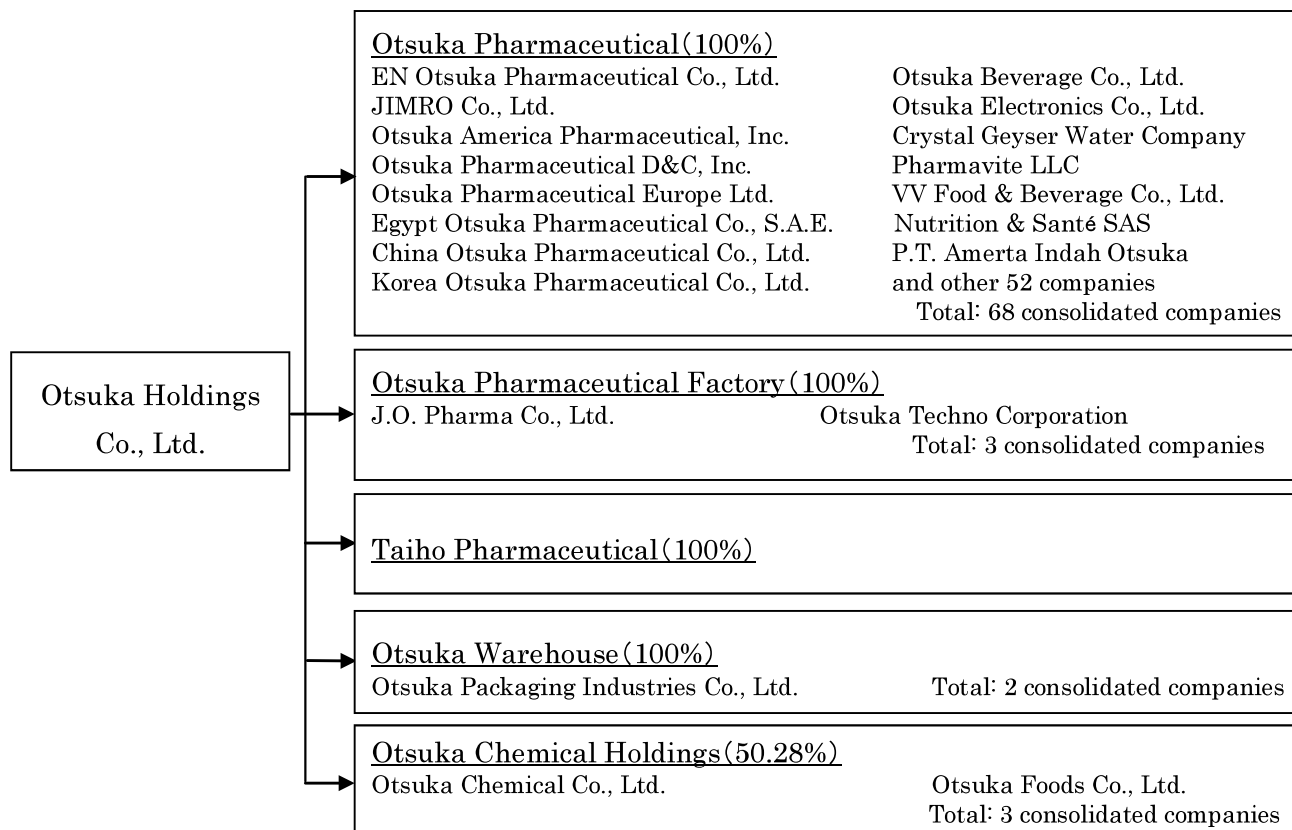 Otsuka Holdings
Co., Ltd.
Otsuka Pharmaceutical(100%)
EN Otsuka Pharmaceutical Co., Ltd. Otsuka Beverage Co., Ltd.
JIMRO Co., Ltd. Otsuka Electronics Co., Ltd.
Otsuka America Pharmaceutical, Inc. Crystal Geyser Water Company
Otsuka Pharmaceutical D&C, Inc. Pharmavite LLC
Otsuka Pharmaceutical Europe Ltd. VV Food & Beverage Co., Ltd.
Egypt Otsuka Pharmaceutical Co., S.A.E. Nutrition & Santé SAS
China Otsuka Pharmaceutical Co., Ltd. P.T. Amerta Indah Otsuka
Korea Otsuka Pharmaceutical Co., Ltd. and other 52 companies
Total: 68 consolidated companies
Otsuka Pharmaceutical Factory(100%)
J.O. Pharma Co., Ltd. Otsuka Techno Corporation
Total: 3 consolidated companies
Taiho Pharmaceutical(100%)
Otsuka Warehouse(100%)
Otsuka Packaging Industries Co., Ltd. Total: 2 consolidated companies
Otsuka Chemical Holdings(50.28%)
Otsuka Chemical Co., Ltd. Otsuka Foods Co., Ltd.
Total: 3 consolidated companies